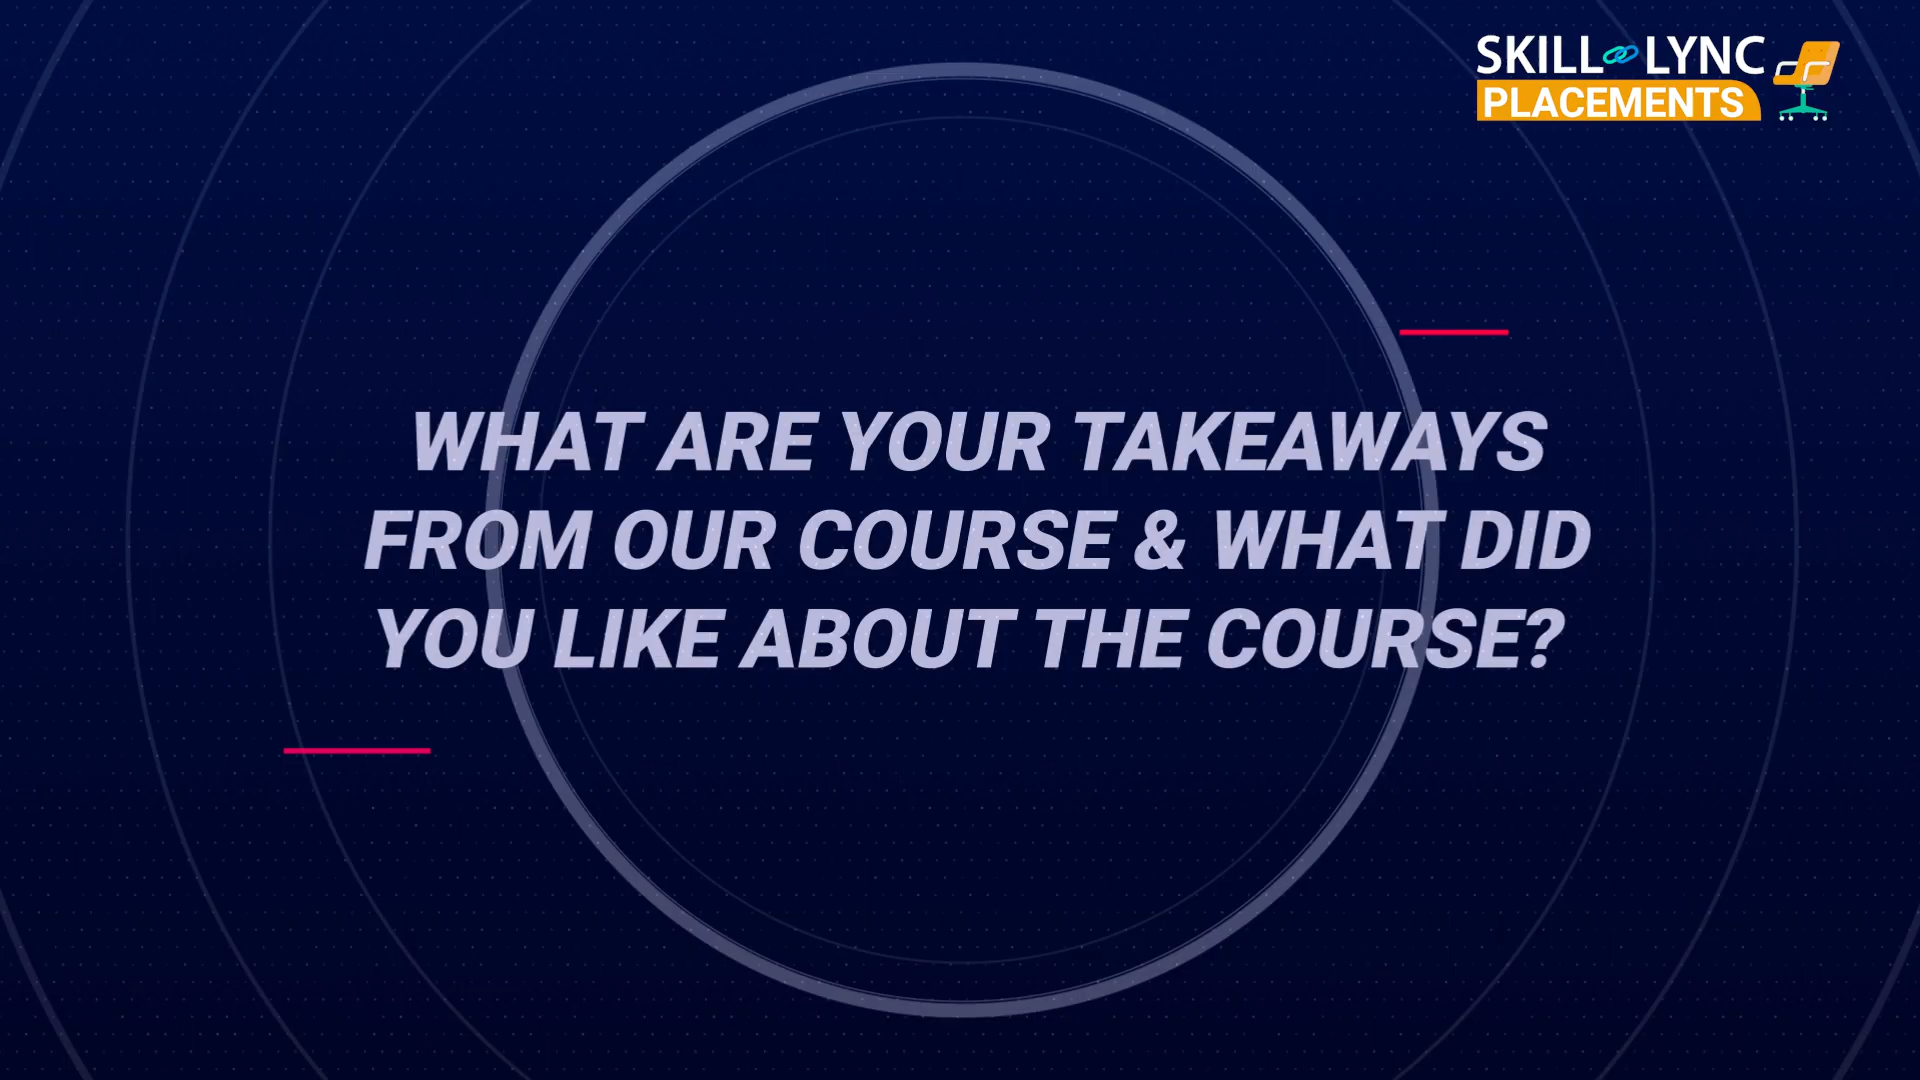 SKILL LYNC
PLACEMENTS
WHAT ARE YOUR TAKEAWAYS
FROM OUR COURSE & WHAT DID
YOU LIKE ABOUT THE COURSE?